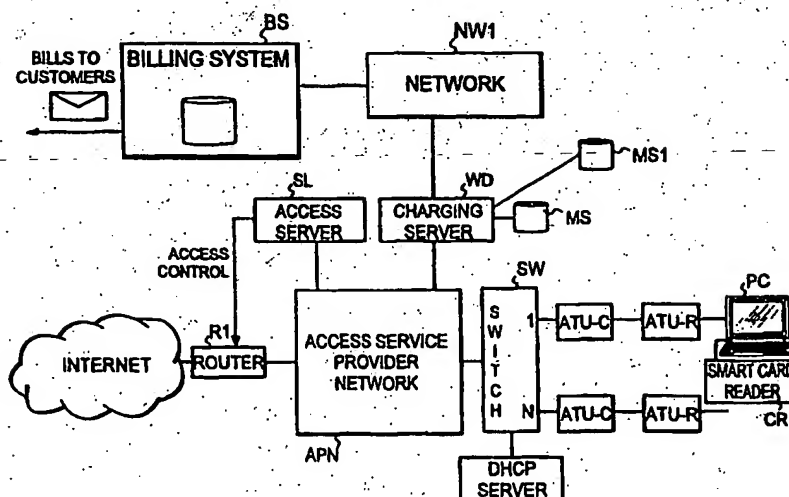 BS
BILLS TO
CUSTOMERS
BILLING SYSTEM
NW1
NETWORK
MS1
SL
ACCESS
SERVER
WD
CHARGING
SERVER
MS
ACCESS
CONTROL
SW
PC
R1
INTERNET
ROUTER
ACCESS SERVICE
PROVIDER
NETWORK
SWITCH
1
ATU-C
ATU-R
SMART CARD
READER
N
ATU-C
ATU-R
CR
APN
DHCP
SERVER